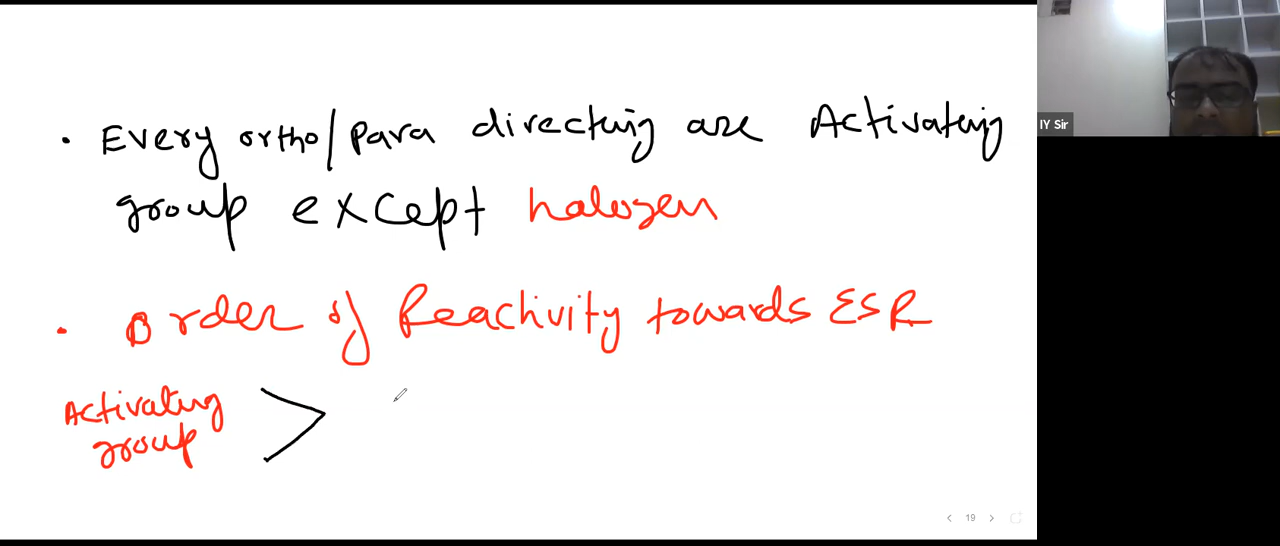 • Every ortho/para directing are Activating
group except halogen
• Order of Reactivity towards ESR
Activating
group >
19
IY Sir